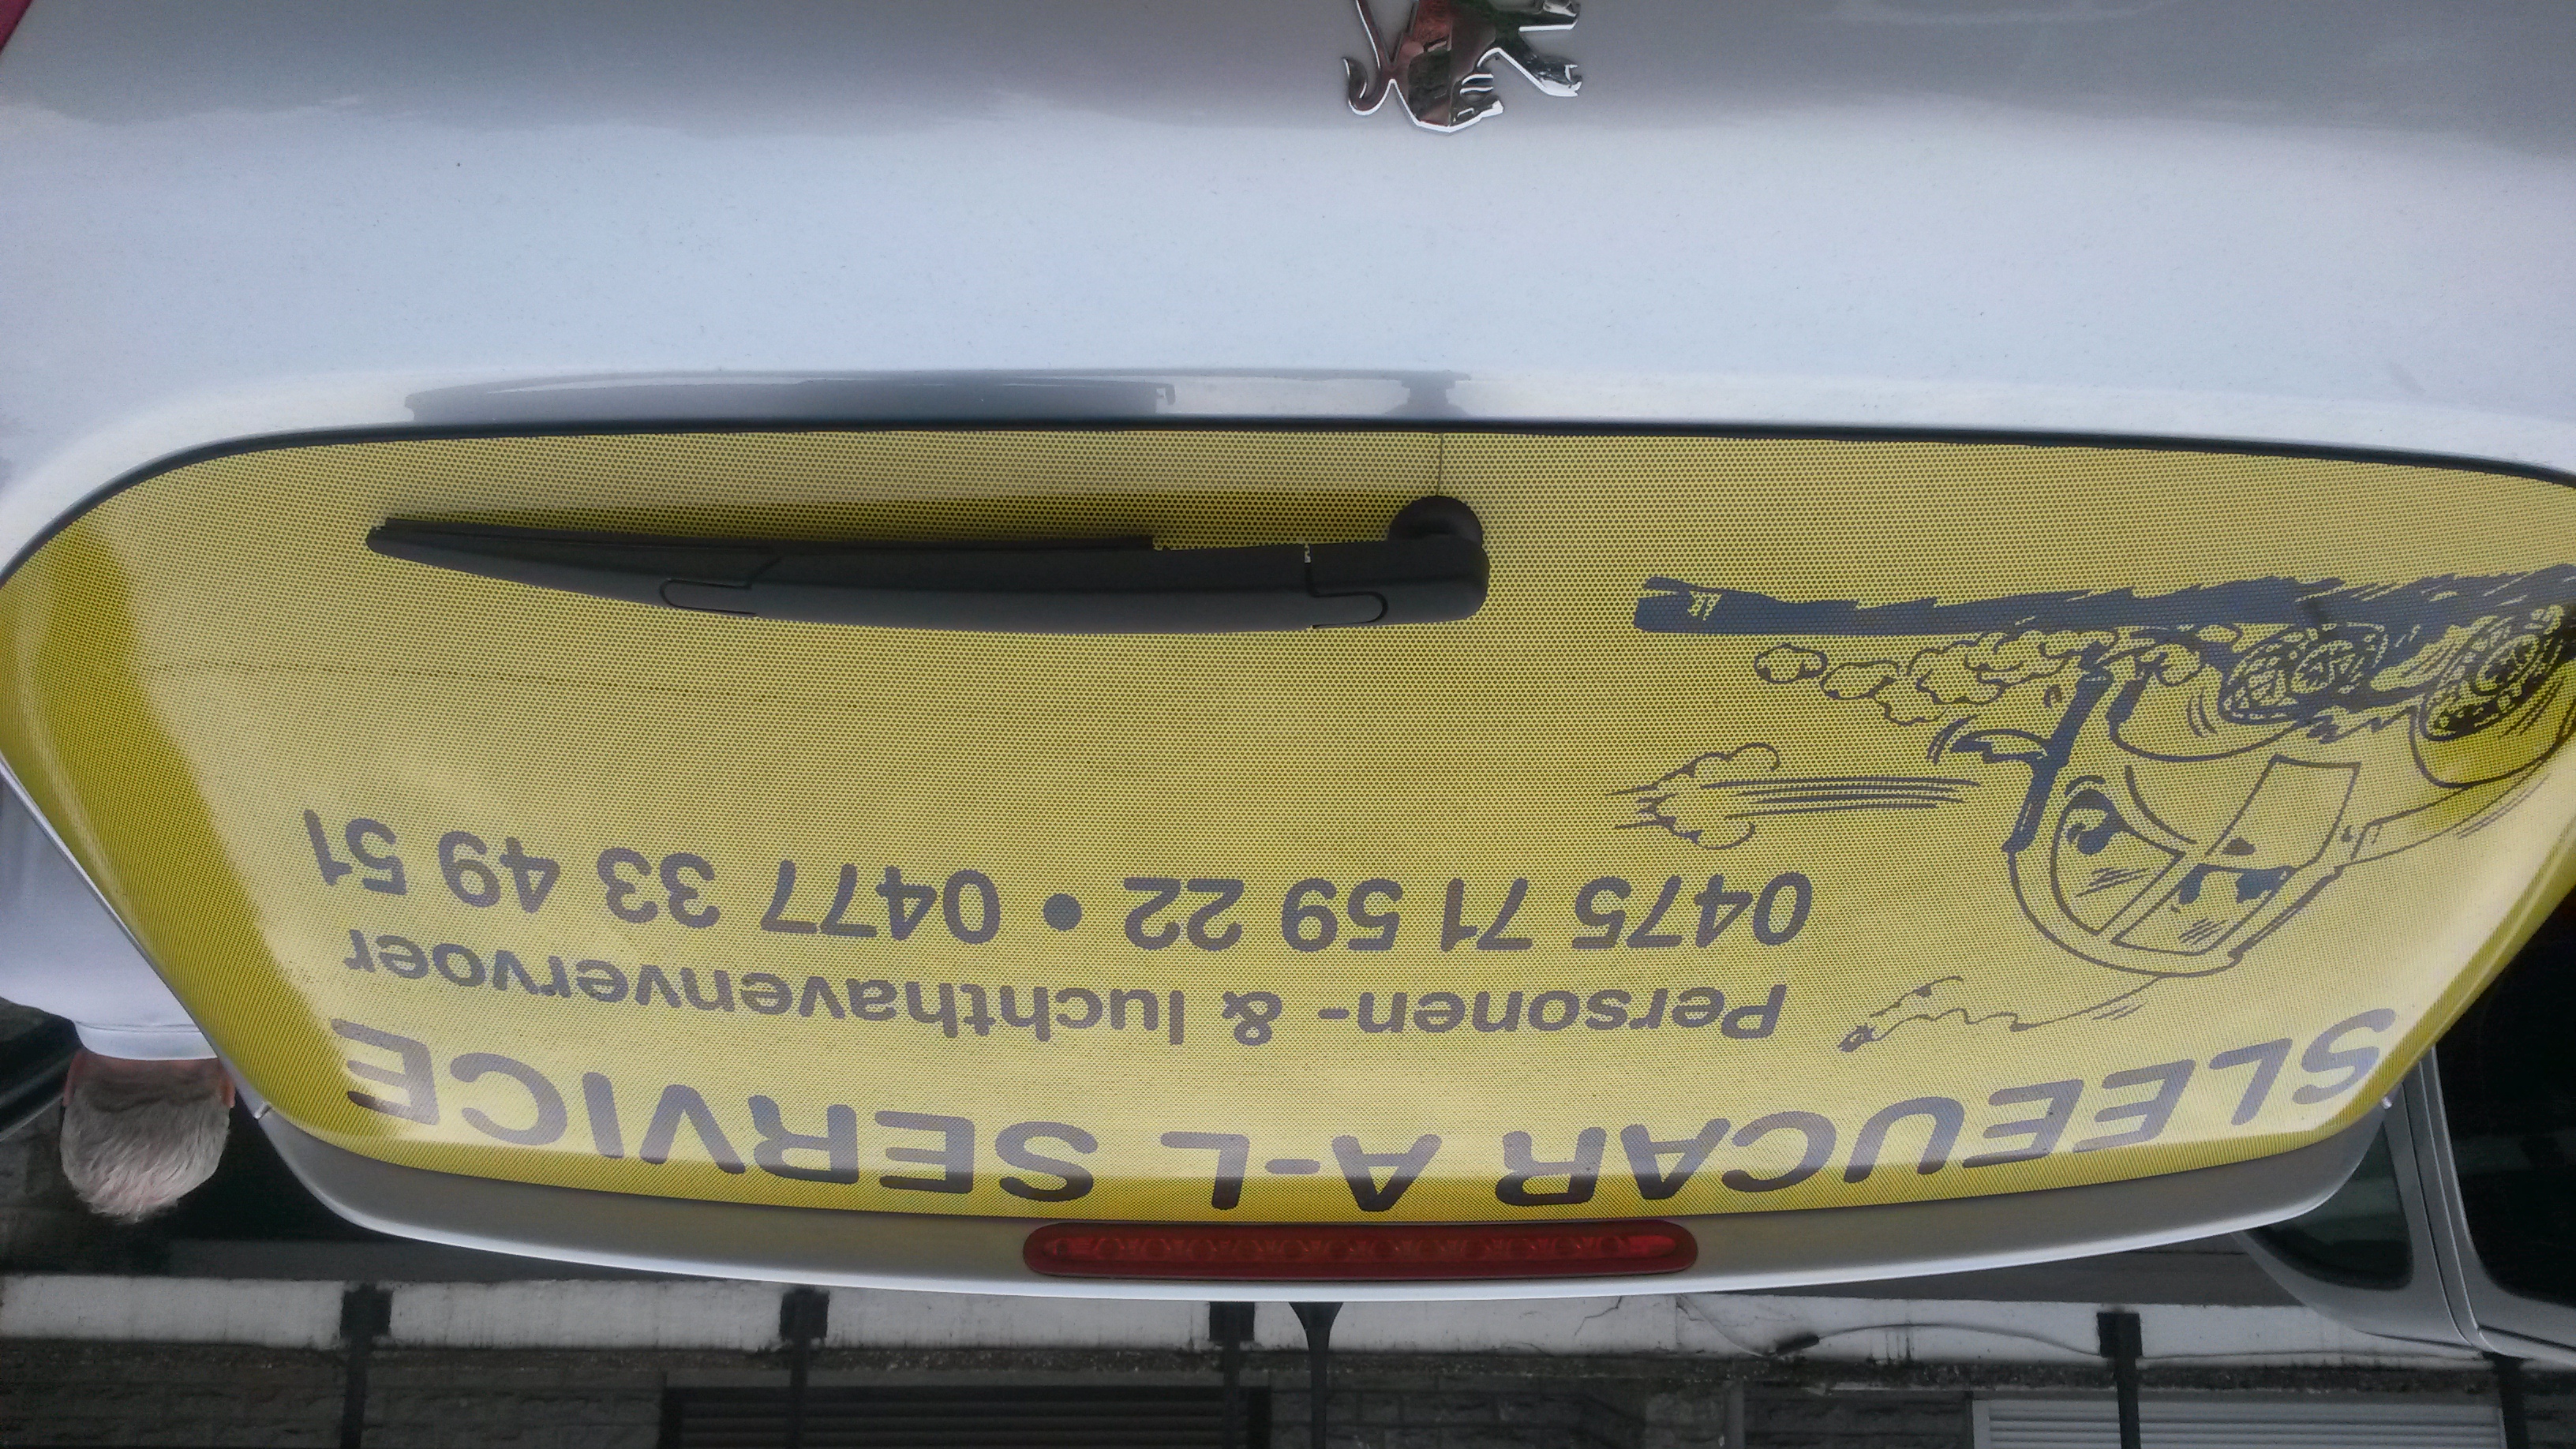 SLEEUCAR A-L SERVICE
Personen- & luchthavenvervoer
0475 71 59 22 • 0477 33 49 51